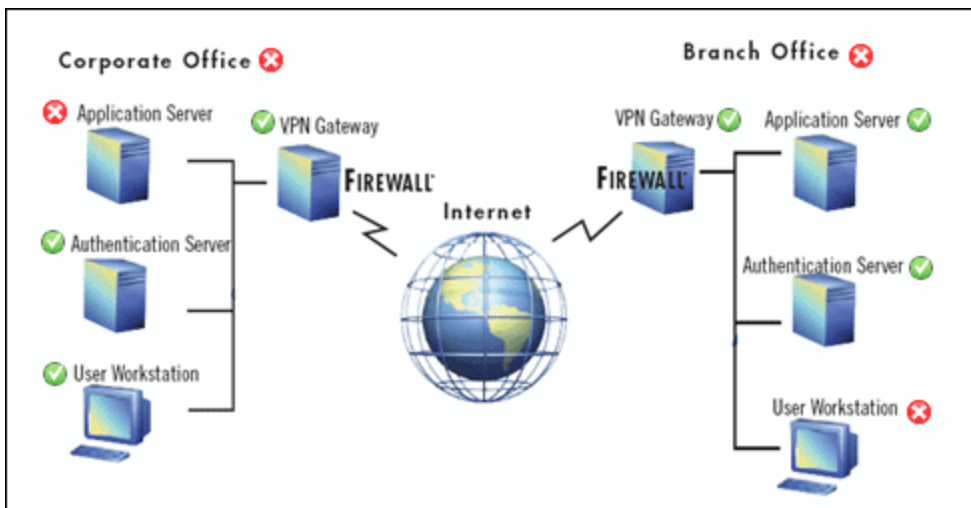 Corporate Office
Branch Office
Application Server
VPN Gateway
VPN Gateway
Application Server
FIREWALL
FIREWALL
Internet
Authentication Server
Authentication Server
User Workstation
User Workstation